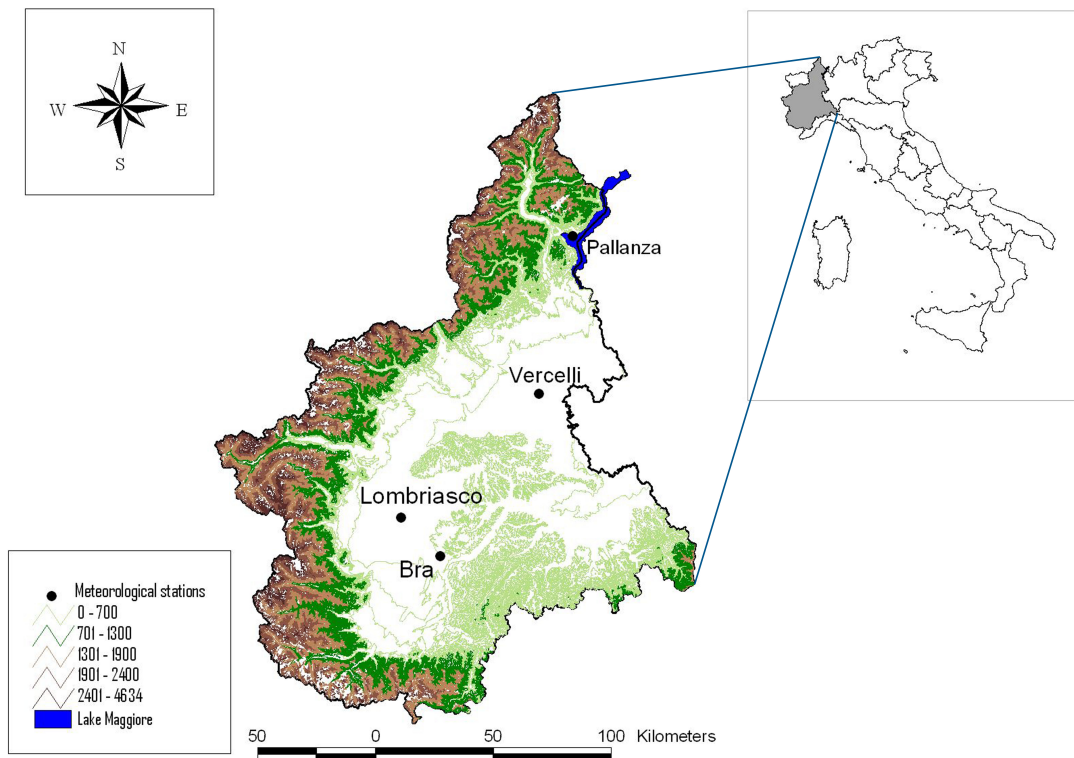 N
W E
S
Pallanza
Vercelli
Lombriasco
Bra
Meteorological stations
0 - 700
701 - 1300
1301 - 1900
1901 - 2400
2401 - 4634
Lake Maggiore
50 0 50 100 Kilometers